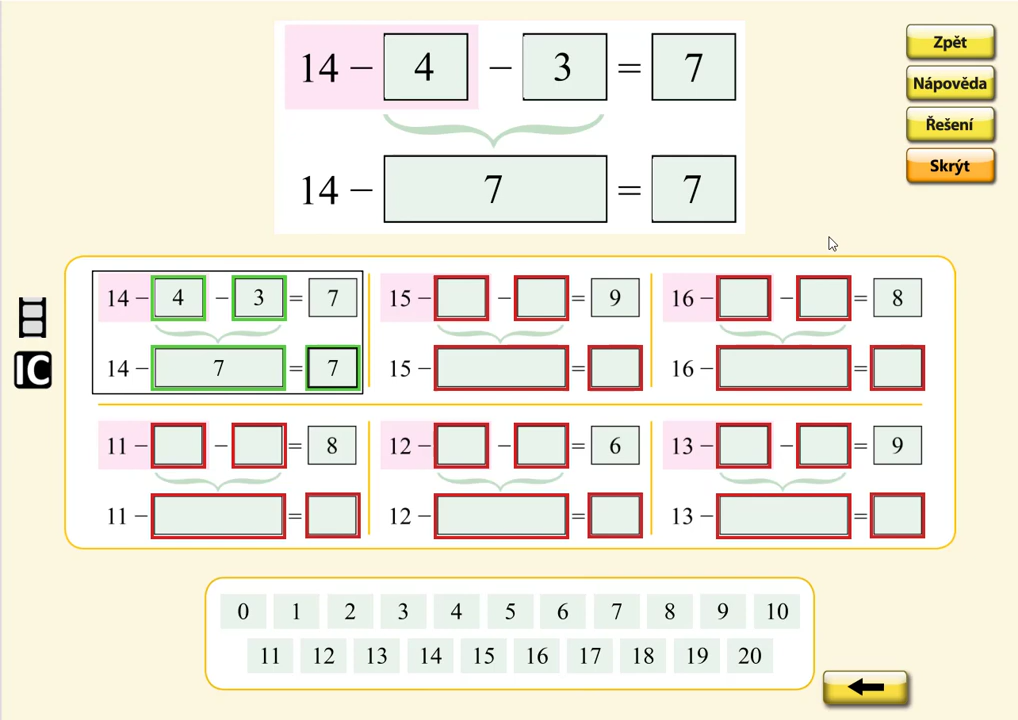 14 − 4 − 3 = 7
14 − 7 = 7
Zpět
Nápověda
Řešení
Skrýt
IC
14 − 4 − 3 = 7
14 − 7 = 7
15 − − = 9
15 − =
16 − − = 8
16 − =
11 − − = 8
11 − =
12 − − = 6
12 − =
13 − − = 9
13 − =
0 1 2 3 4 5 6 7 8 9 10
11 12 13 14 15 16 17 18 19 20